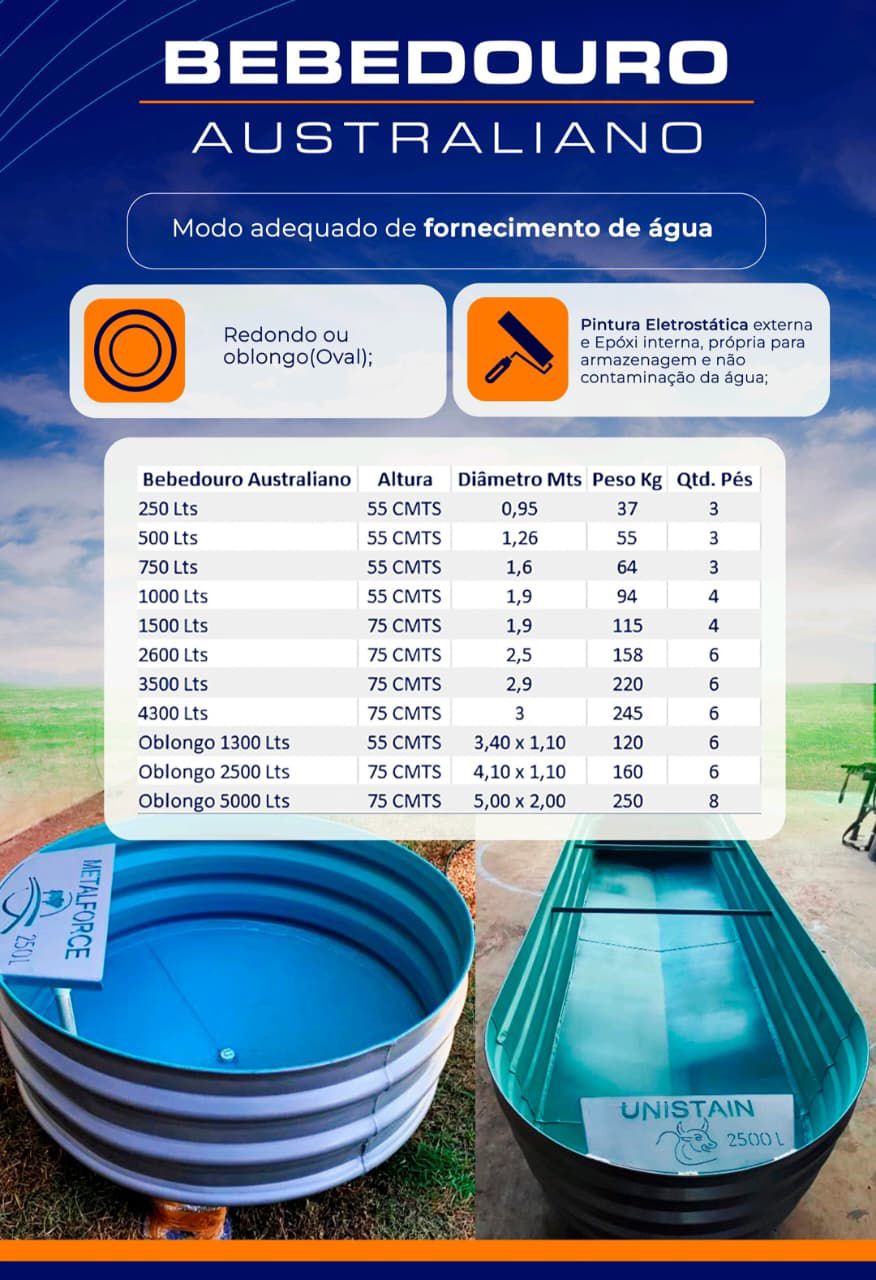 BEBEDOURO
AUSTRALIANO
Modo adequado de fornecimento de água
Redondo ou
oblongo(Oval);
Pintura Eletrostática externa
e Epóxi interna, própria para
armazenagem e não
contaminação da água;
Bebedouro Australiano Altura Diâmetro Mts Peso Kg Qtd. Pés
250 Lts 55 CMTS 0,95 37 3
500 Lts 55 CMTS 1,26 55 3
750 Lts 55 CMTS 1,6 64 3
1000 Lts 55 CMTS 1,9 94 4
1500 Lts 75 CMTS 1,9 115 4
2600 Lts 75 CMTS 2,5 158 6
3500 Lts 75 CMTS 2,9 220 6
4300 Lts 75 CMTS 3 245 6
Oblongo 1300 Lts 55 CMTS 3,40 x 1,10 120 6
Oblongo 2500 Lts 75 CMTS 4,10 x 1,10 160 6
Oblongo 5000 Lts 75 CMTS 5,00 x 2,00 250 8
METALFORCE
250 L
UNISTAIN
2500 L